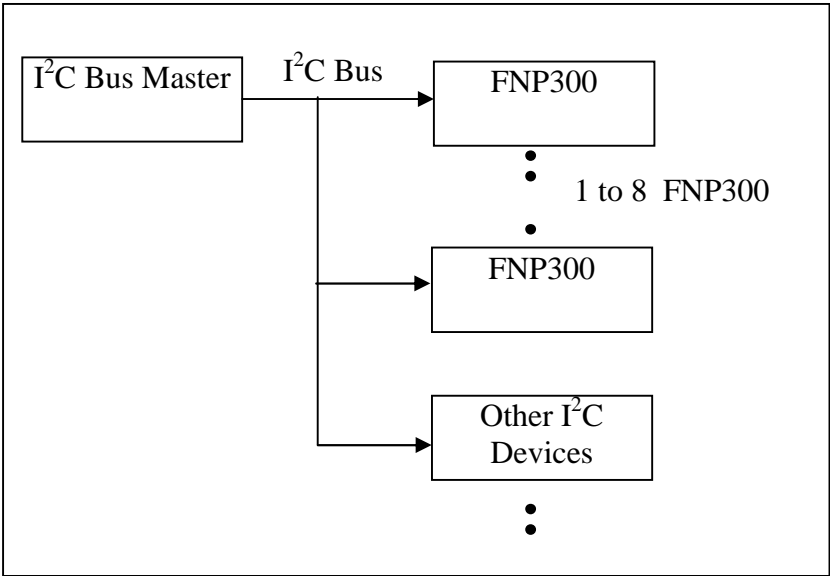 I²C Bus Master
I²C Bus
FNP300
1 to 8 FNP300
FNP300
Other I²C
Devices